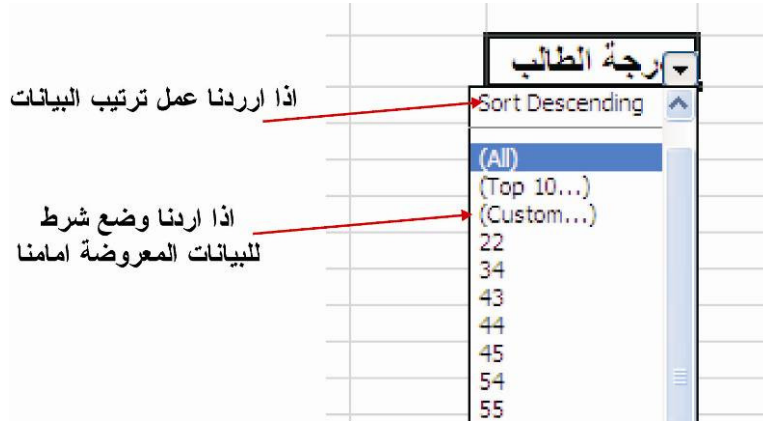 رجة الطالب
اذا ارردنا عمل ترتيب البيانات
Sort Descending
(All)
(Top 10...)
اذا اردنا وضع شرط
للبيانات المعروضة امامنا
(Custom...)
22
34
43
44
45
54
55